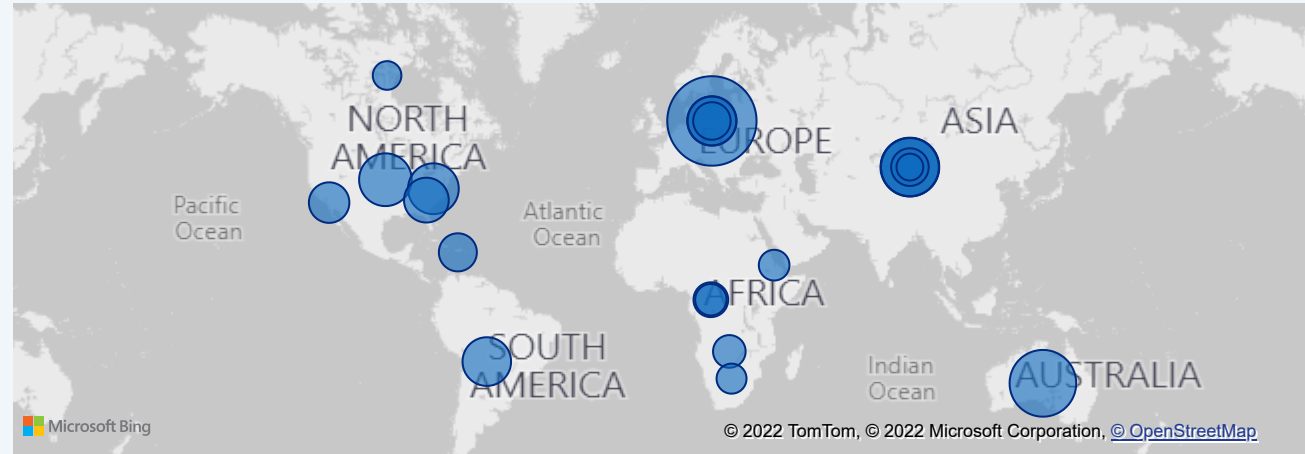 NORTH
AMERICA
EUROPE
ASIA
Pacific
Ocean
Atlantic
Ocean
AFRICA
SOUTH
AMERICA
Indian
Ocean
AUSTRALIA
Microsoft Bing
© 2022 TomTom, © 2022 Microsoft Corporation, © OpenStreetMap